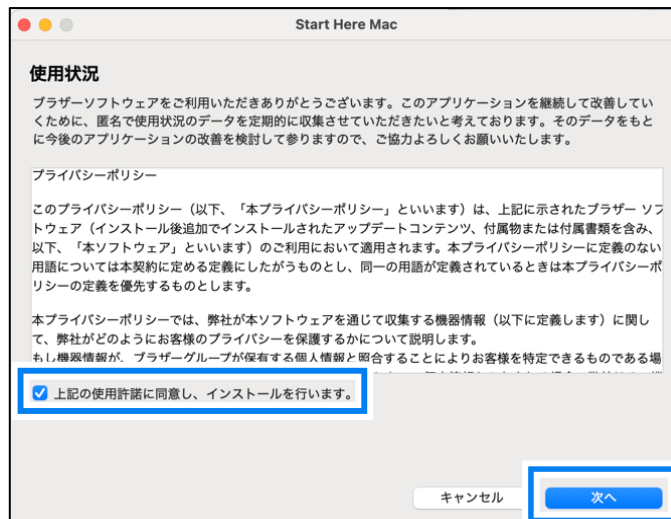 Start Here Mac
使用状況
ブラザーソフトウェアをご利用いただきありがとうございます。このアプリケーションを継続して改善してい
くために、匿名で使用状況のデータを定期的に収集させていただきたいと考えております。そのデータをもと
に今後のアプリケーションの改善を検討して参りますので、ご協力よろしくお願いいたします。
プライバシーポリシー
このプライバシーポリシー（以下、「本プライバシーポリシー」といいます）は、上記に示されたブラザー ソフ
トウェア（インストール後追加でインストールされたアップデートコンテンツ、付属物または付属書類を含み、
以下、「本ソフトウェア」といいます）のご利用において適用されます。本プライバシーポリシーに定義のない
用語については本契約に定める定義にしたがうものとし、同一の用語が定義されているときは本プライバシーポ
リシーの定義を優先するものとします。
本プライバシーポリシーでは、弊社が本ソフトウェアを通じて収集する機器情報（以下に定義します）に関し
て、弊社がどのようにお客様のプライバシーを保護するかについて説明します。
もし機器情報が、ブラザーグループが保有する個人情報と照合することによりお客様を特定できるものである場
上記の使用許諾に同意し、インストールを行います。
キャンセル
次へ